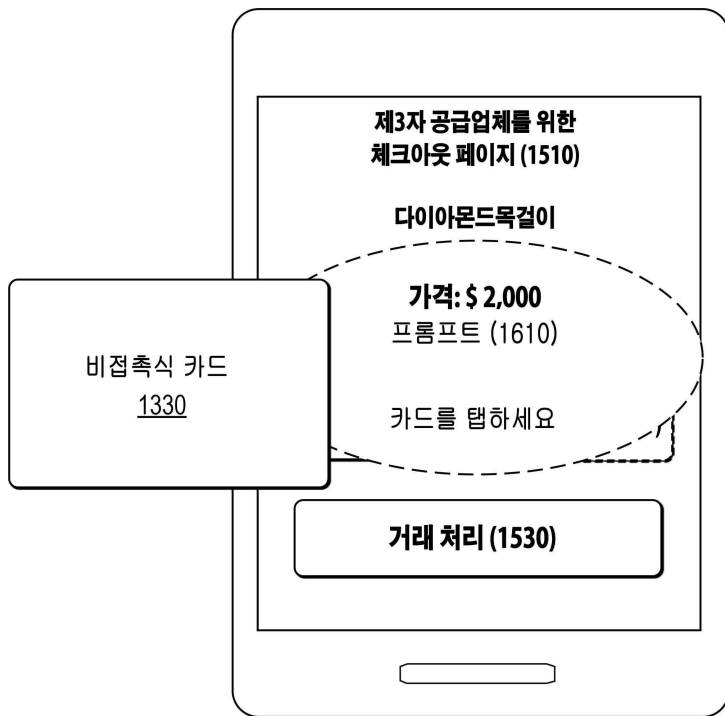 제3자 공급업체를 위한
체크아웃 페이지 (1510)
다이아몬드목걸이
가격: $ 2,000
프롬프트 (1610)
카드를 탭하세요
비접촉식 카드
1330
거래 처리 (1530)